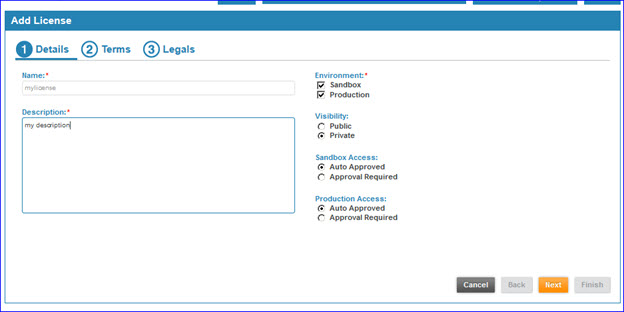 Add License
1 Details 2 Terms 3 Legals
Name:*
mylicense
Description:*
my description
Environment:*
Sandbox
Production
Visibility:
Public
Private
Sandbox Access:
Auto Approved
Approval Required
Production Access:
Auto Approved
Approval Required
Cancel Back Next Finish